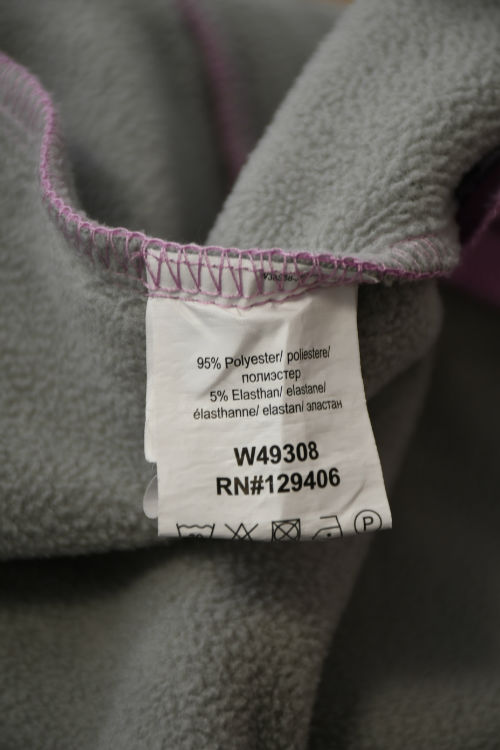 95% Polyester/ poliestere/
полиэстер
5% Elasthan/ elastane/
élasthanne/ elastan/ эластан
W49308
RN#129406
P